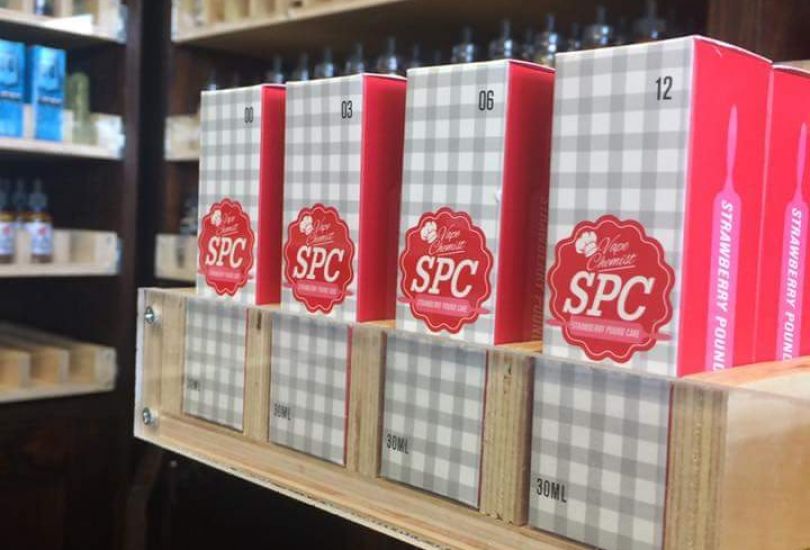 00
Vape
Chemist
SPC
STRAWBERRY POUND CAKE
30ML
03
Vape
Chemist
SPC
STRAWBERRY POUND CAKE
30ML
06
Vape
Chemist
SPC
STRAWBERRY POUND CAKE
30ML
12
Vape
Chemist
SPC
STRAWBERRY POUND CAKE
30ML
STRAWBERRY POUND
STRAWBERRY POUND